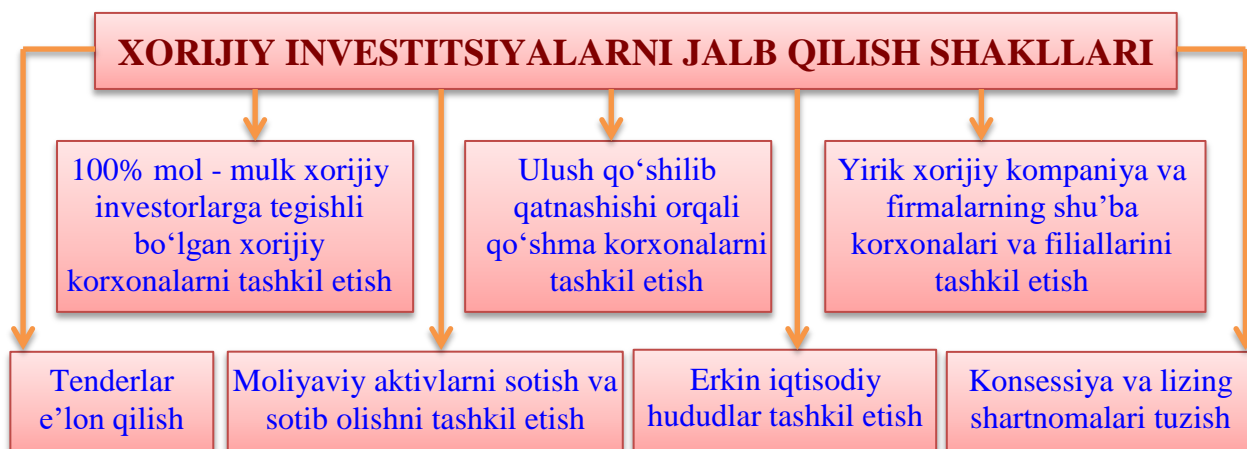 XORIJIY INVESTITSIYALARNI JALB QILISH SHAKLLARI
100% mol - mulk xorijiy
investorlarga tegishli
bo‘lgan xorijiy
korxonalarni tashkil etish
Ulush qo‘shilib
qatnashishi orqali
qo‘shma korxonalarni
tashkil etish
Yirik xorijiy kompaniya va
firmalarning shu’ba
korxonalari va filiallarini
tashkil etish
Tenderlar
e’lon qilish
Moliyaviy aktivlarni sotish va
sotib olishni tashkil etish
Erkin iqtisodiy
hududlar tashkil etish
Konsessiya va lizing
shartnomalari tuzish